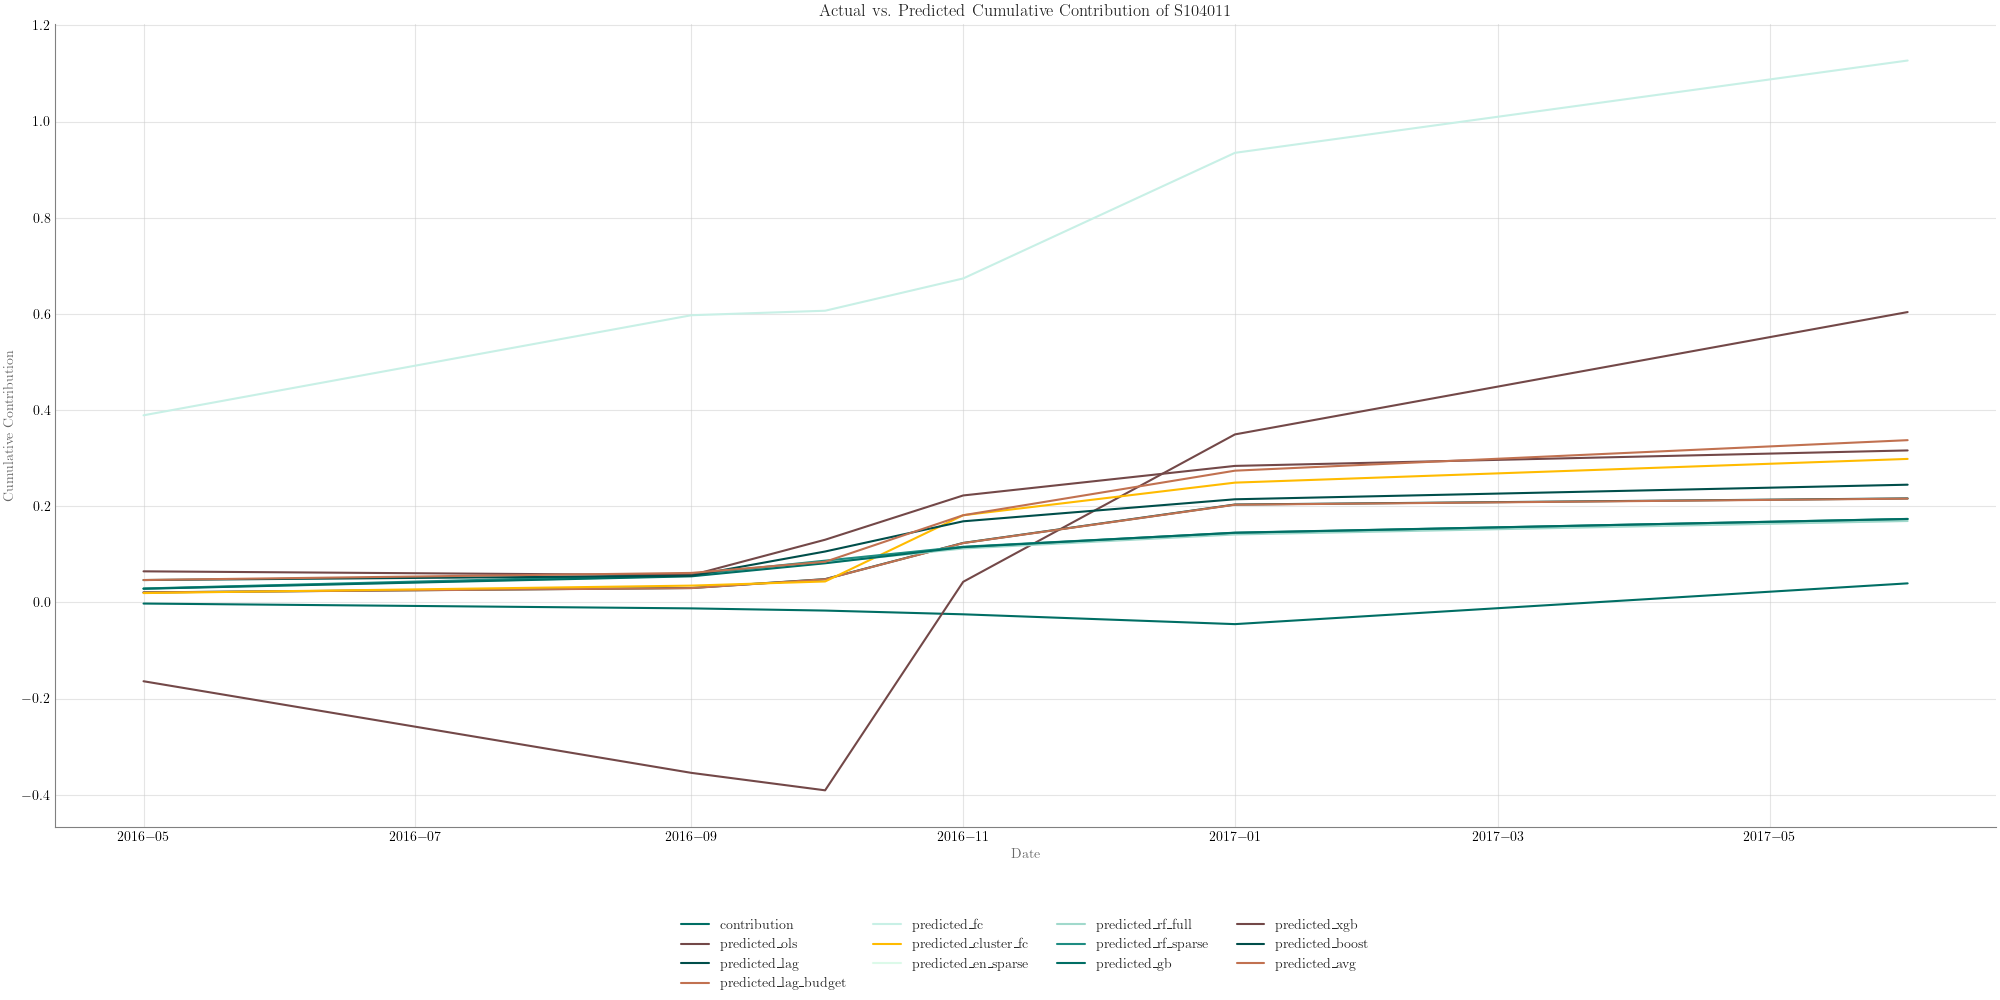 Actual vs. Predicted Cumulative Contribution of S104011
1.2
1.0
0.8
0.6
0.4
0.2
0.0
−0.2
−0.4
Cumulative Contribution
2016−05 2016−07 2016−09 2016−11 2017−01 2017−03 2017−05
Date
contribution predicted_fc predicted_rf_full predicted_xgb
predicted_ols predicted_cluster_fc predicted_rf_sparse predicted_boost
predicted_lag predicted_en_sparse predicted_gb predicted_avg
predicted_lag_budget